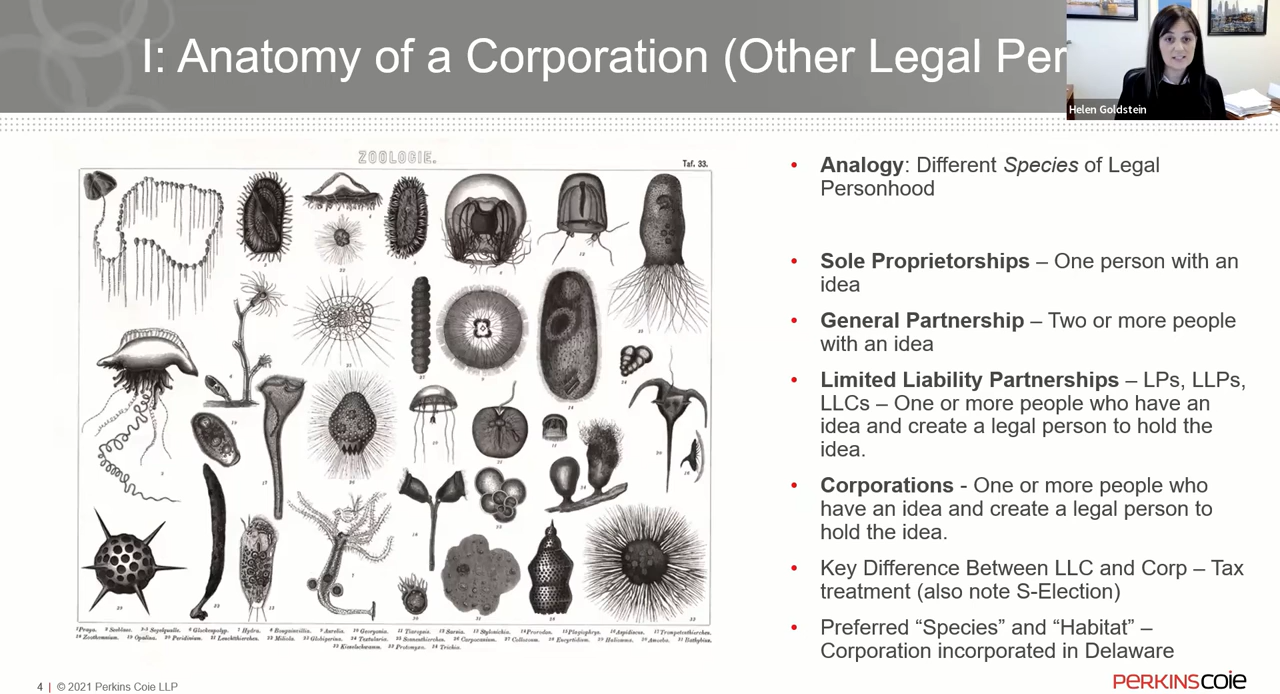 I: Anatomy of a Corporation (Other Legal Per
Helen Goldstein
ZOOLOGIE.
Taf. 33.
• Analogy: Different Species of Legal
Personhood
• Sole Proprietorships – One person with an
idea
• General Partnership – Two or more people
with an idea
• Limited Liability Partnerships – LPs, LLPs,
LLCs – One or more people who have an
idea and create a legal person to hold the
idea.
• Corporations - One or more people who
have an idea and create a legal person to
hold the idea.
• Key Difference Between LLC and Corp – Tax
treatment (also note S-Election)
• Preferred “Species” and “Habitat” –
Corporation incorporated in Delaware
4 | © 2021 Perkins Coie LLP
PERKINSCOIE